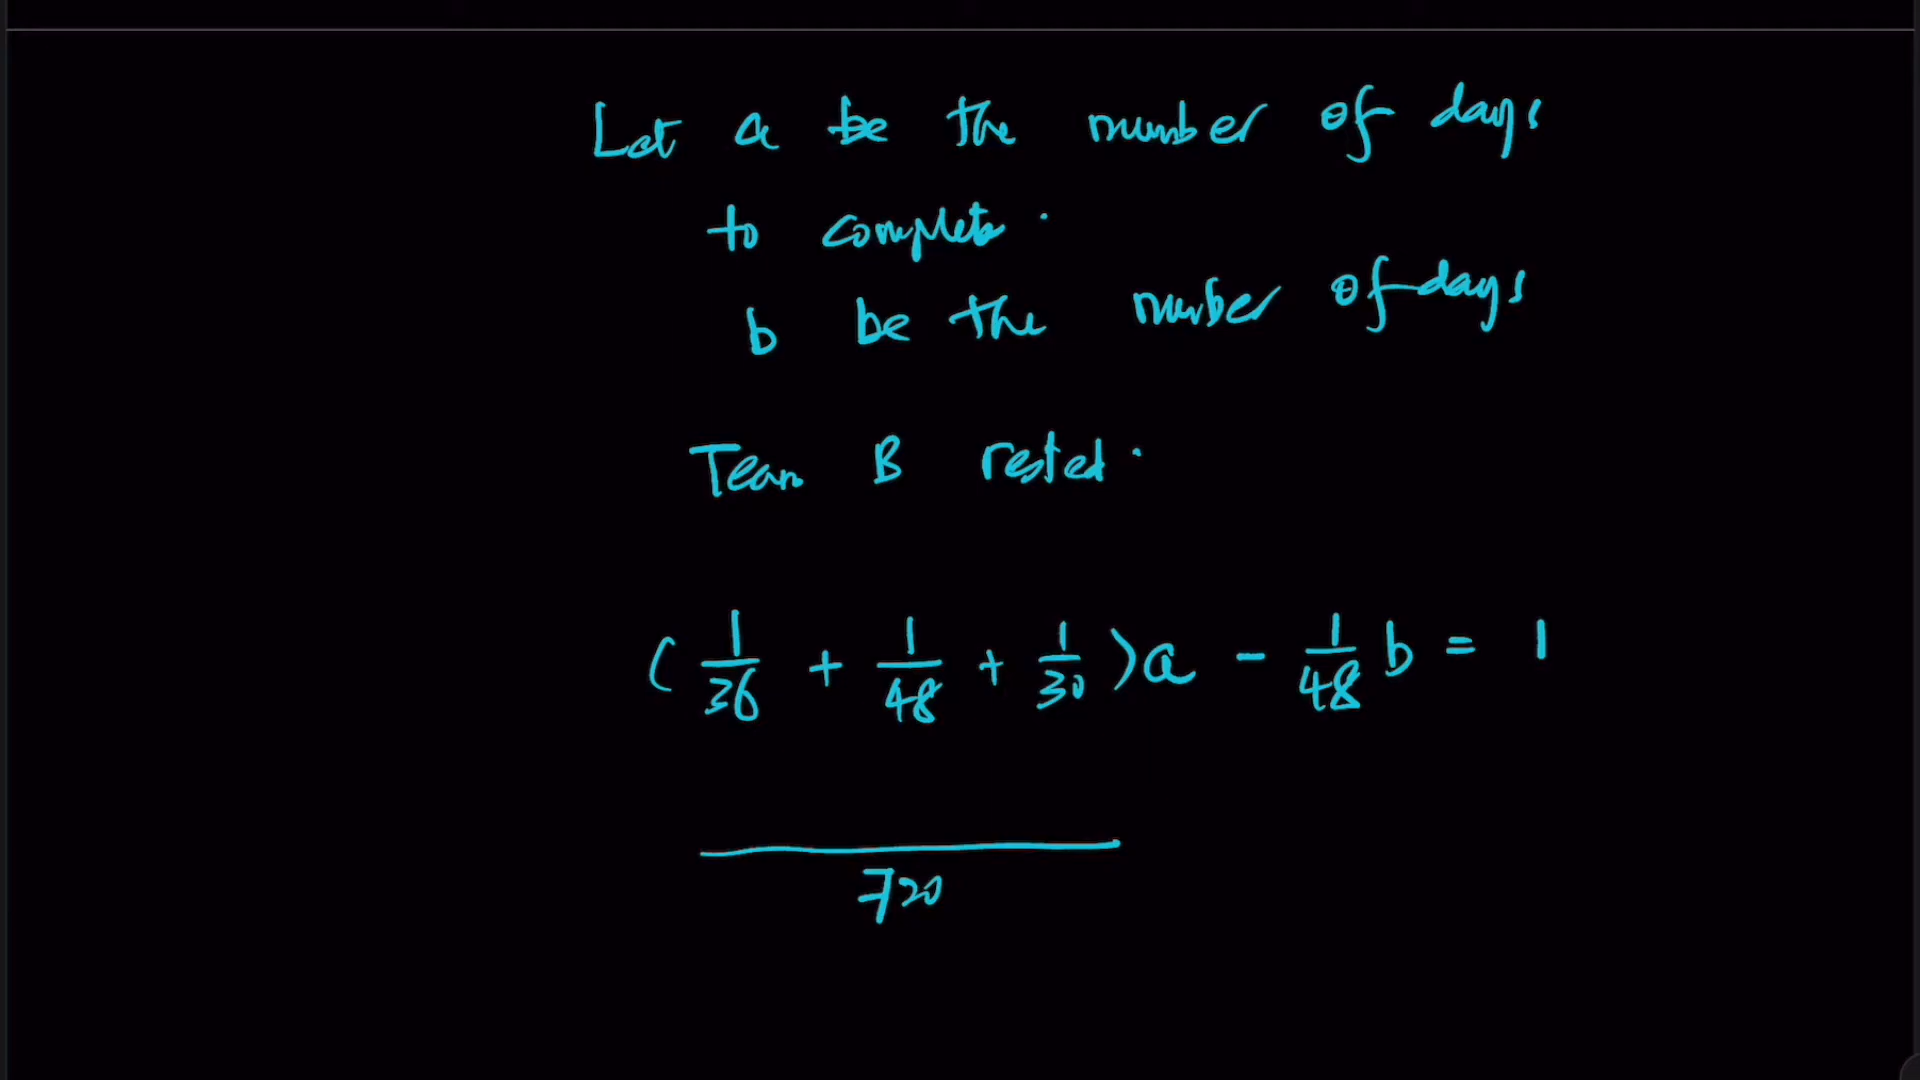 Let a be the number of days
to complete.
b be the number of days
Team B rested.
(1/36 + 1/48 + 1/30)a - 1/48 b = 1
720